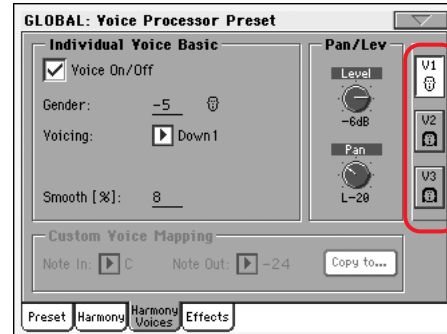 GLOBAL: Voice Processor Preset
Individual Voice Basic
Voice On/Off
Gender: -5
Voicing: Down1
Smooth [%]: 8
Pan/Lev
Level
-6dB
Pan
L-20
V1
V2
V3
Custom Voice Mapping
Note In: C Note Out: -24 Copy to...
Preset Harmony Harmony Voices Effects